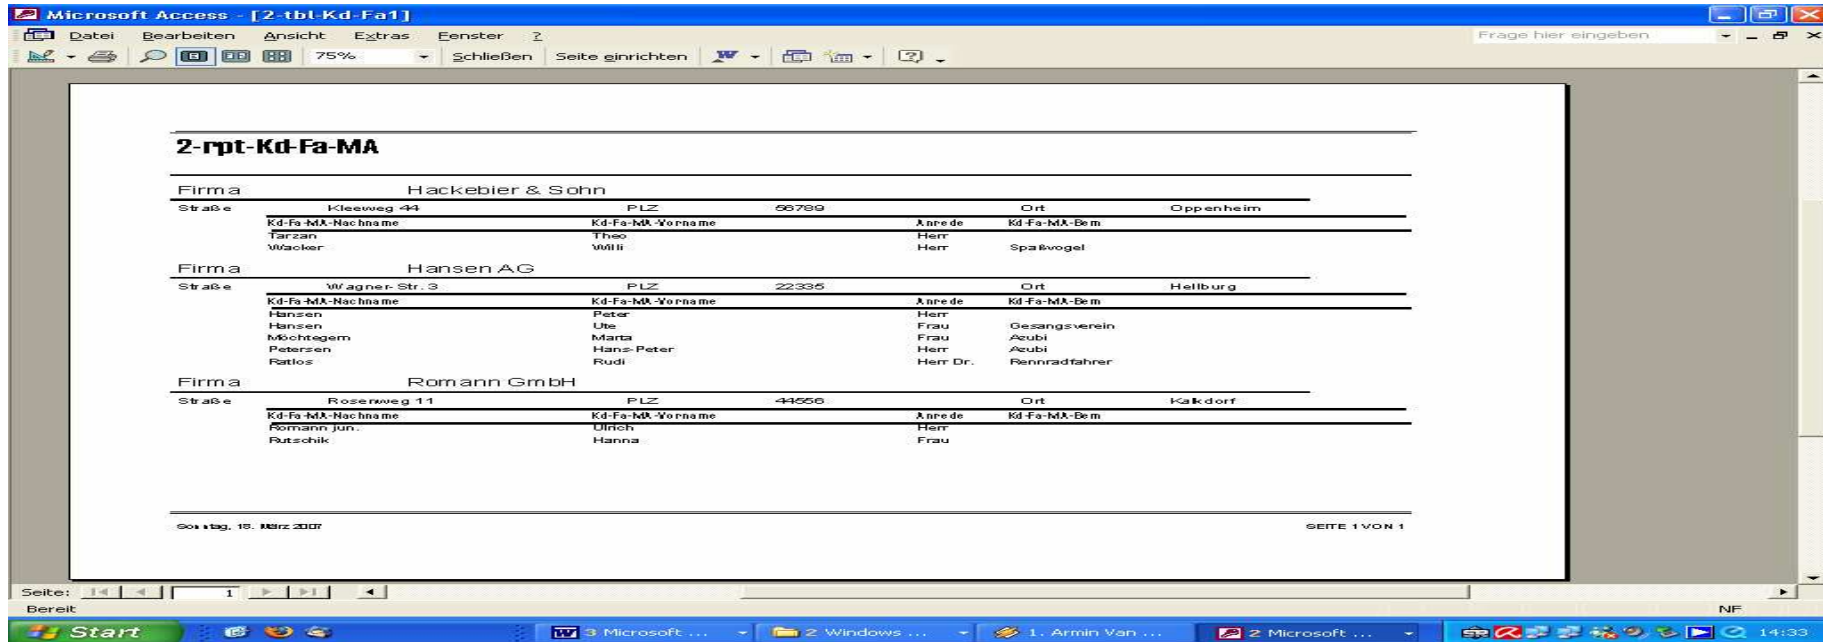 Microsoft Access - [2-tbl-Kd-Fa1]
Datei Bearbeiten Ansicht Extras Fenster ? Frage hier eingeben
75% Schließen Seite einrichten
2-rpt-Kd-Fa-MA
Firma Hackebier & Sohn
Straße Kleeweg 44 PLZ 56789 Ort Oppenheim
Kd-Fa-MA-Nachname Kd-Fa-MA-Vorname Anrede Kd-Fa-MA-Bem
Tarzan Theo Herr
Wacker Willi Herr Spaßvogel
Firma Hansen AG
Straße Wagner-Str. 3 PLZ 22335 Ort Hellburg
Kd-Fa-MA-Nachname Kd-Fa-MA-Vorname Anrede Kd-Fa-MA-Bem
Hansen Peter Herr
Hansen Ute Frau Gesangsverein
Möchtegern Marta Frau Azubi
Petersen Hans-Peter Herr Azubi
Ratlos Rudi Herr Dr. Rennradfahrer
Firma Romann GmbH
Straße Rosenweg 11 PLZ 44556 Ort Kalkdorf
Kd-Fa-MA-Nachname Kd-Fa-MA-Vorname Anrede Kd-Fa-MA-Bem
Romann jun. Ulrich Herr
Rutschik Hanna Frau
Sonntag, 18. März 2007 SEITE 1 VON 1
Seite: 1
Bereit NF
Start 3 Microsoft ... 2 Windows ... 1. Armin Van ... 2 Microsoft ... SR 14:33